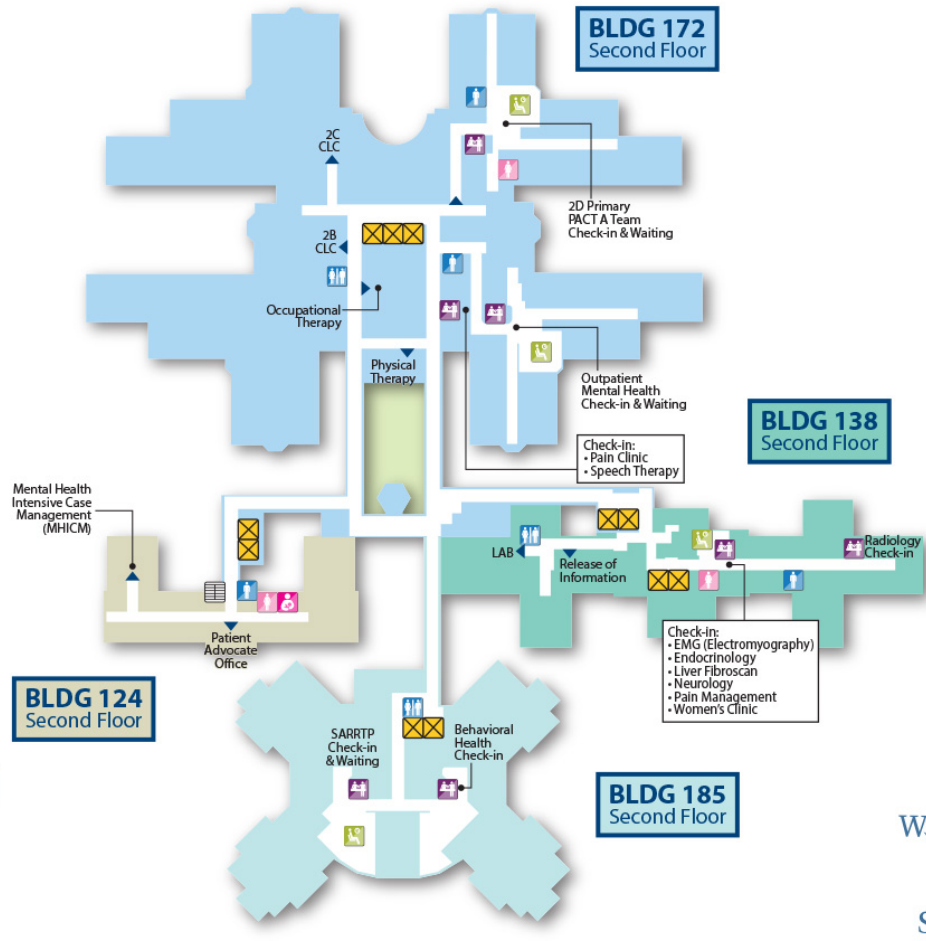 BLDG 172
Second Floor
2C
CLC
2D Primary
PACT A Team
Check-in & Waiting
2B
CLC
Occupational
Therapy
Physical
Therapy
Outpatient
Mental Health
Check-in & Waiting
BLDG 138
Second Floor
Check-in:
• Pain Clinic
• Speech Therapy
Mental Health
Intensive Case
Management
(MHICM)
LAB
Release of
Information
Radiology
Check-in
Patient
Advocate
Office
Check-in:
• EMG (Electromyography)
• Endocrinology
• Liver Fibroscan
• Neurology
• Pain Management
• Women's Clinic
BLDG 124
Second Floor
SARRTP
Check-in
& Waiting
Behavioral
Health
Check-in
BLDG 185
Second Floor
W
S